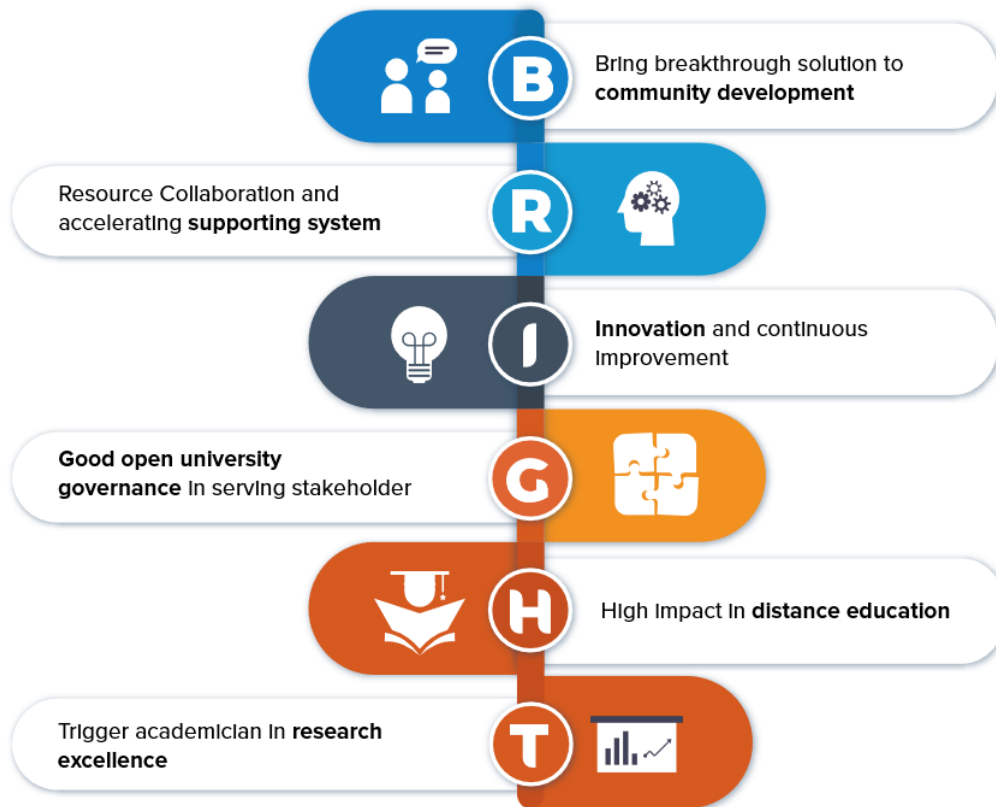 B
Bring breakthrough solution to
community development
R
Resource Collaboration and
accelerating supporting system
I
Innovation and continuous
improvement
G
Good open university
governance in serving stakeholder
H
High impact in distance education
T
Trigger academician in research
excellence